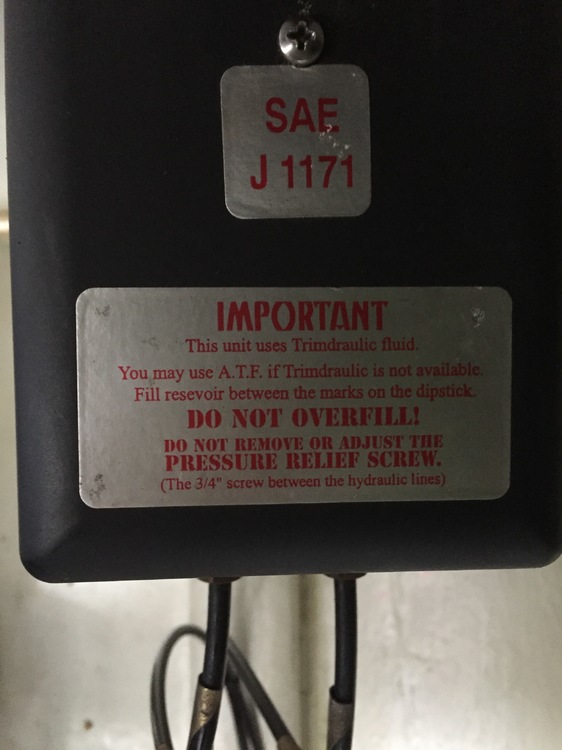 SAE
J 1171
IMPORTANT
This unit uses Trimdraulic fluid.
You may use A.T.F. if Trimdraulic is not available.
Fill resevoir between the marks on the dipstick.
DO NOT OVERFILL!
DO NOT REMOVE OR ADJUST THE
PRESSURE RELIEF SCREW.
(The 3/4" screw between the hydraulic lines)